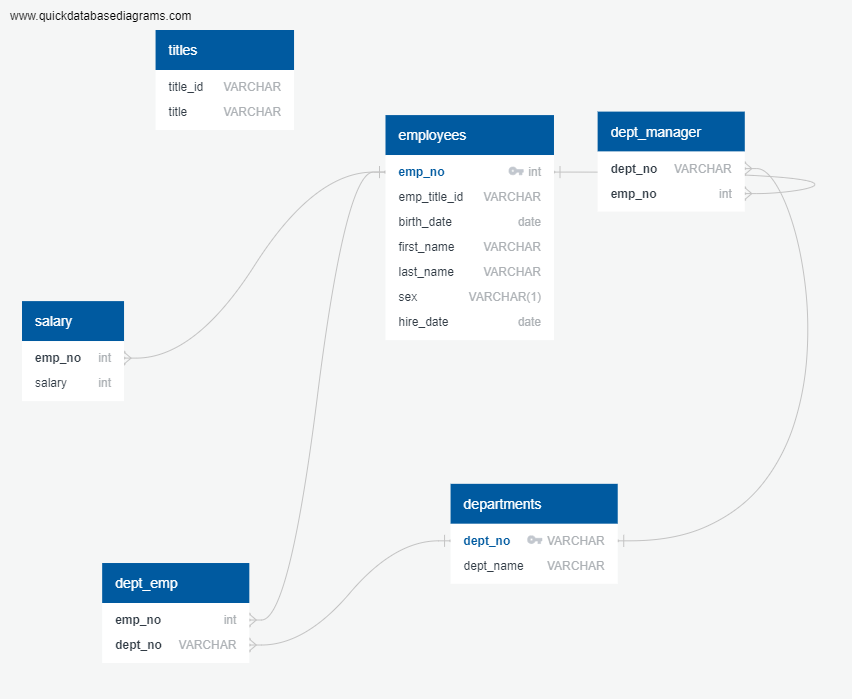 www.quickdatabasediagrams.com
titles
title_id VARCHAR
title VARCHAR
employees
emp_no int
emp_title_id VARCHAR
birth_date date
first_name VARCHAR
last_name VARCHAR
sex VARCHAR(1)
hire_date date
dept_manager
dept_no VARCHAR
emp_no int
salary
emp_no int
salary int
departments
dept_no VARCHAR
dept_name VARCHAR
dept_emp
emp_no int
dept_no VARCHAR